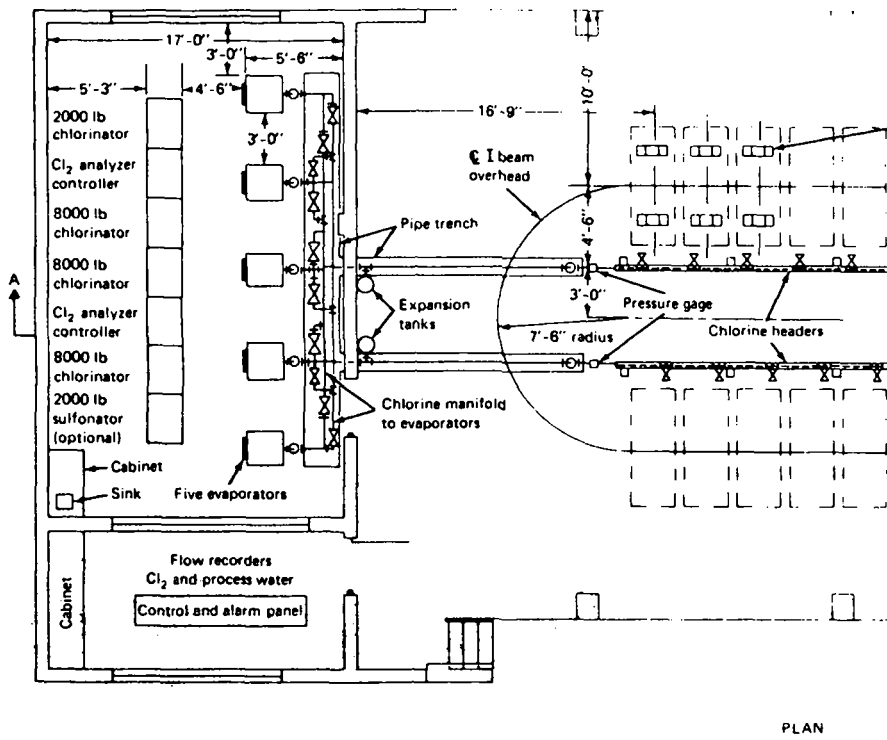 17'-0"
3'-0"
5'-6"
5'-3"
4'-6"
2000 lb
chlorinator
Cl₂ analyzer
controller
8000 lb
chlorinator
8000 lb
chlorinator
Cl₂ analyzer
controller
8000 lb
chlorinator
2000 lb
sulfonator
(optional)
3'-0"
A
Cabinet
Sink
Five evaporators
Pipe trench
Expansion
tanks
Chlorine manifold
to evaporators
16'-9"
10'-0'
℄ I beam
overhead
4'-6"
3'-0"
Pressure gage
7'-6" radius
Chlorine headers
Flow recorders
Cl₂ and process water
Control and alarm panel
Cabinet
PLAN